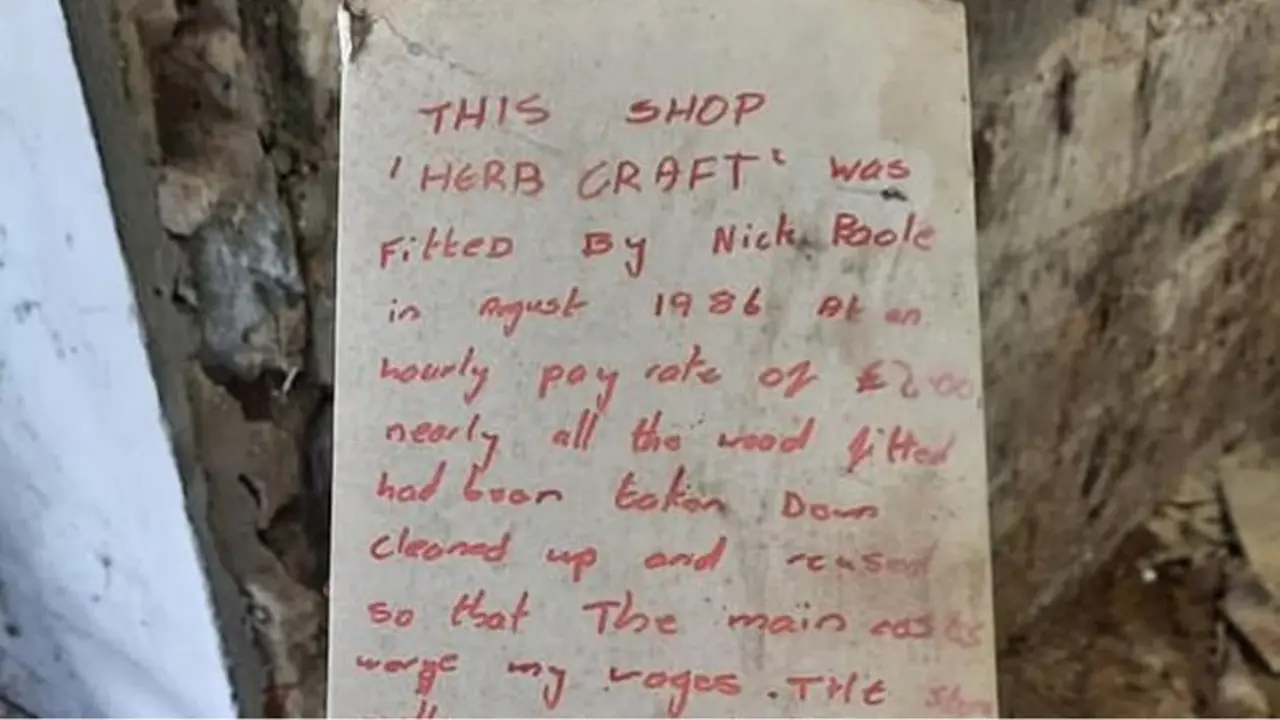 THIS SHOP
'HERB CRAFT' was
FittED By Nick Poole
in August 1986 At an
hourly pay rate of £2.00
nearly all the wood fitted
had been taken Down
cleaned up and reused
so that The main costs
my wages. THE